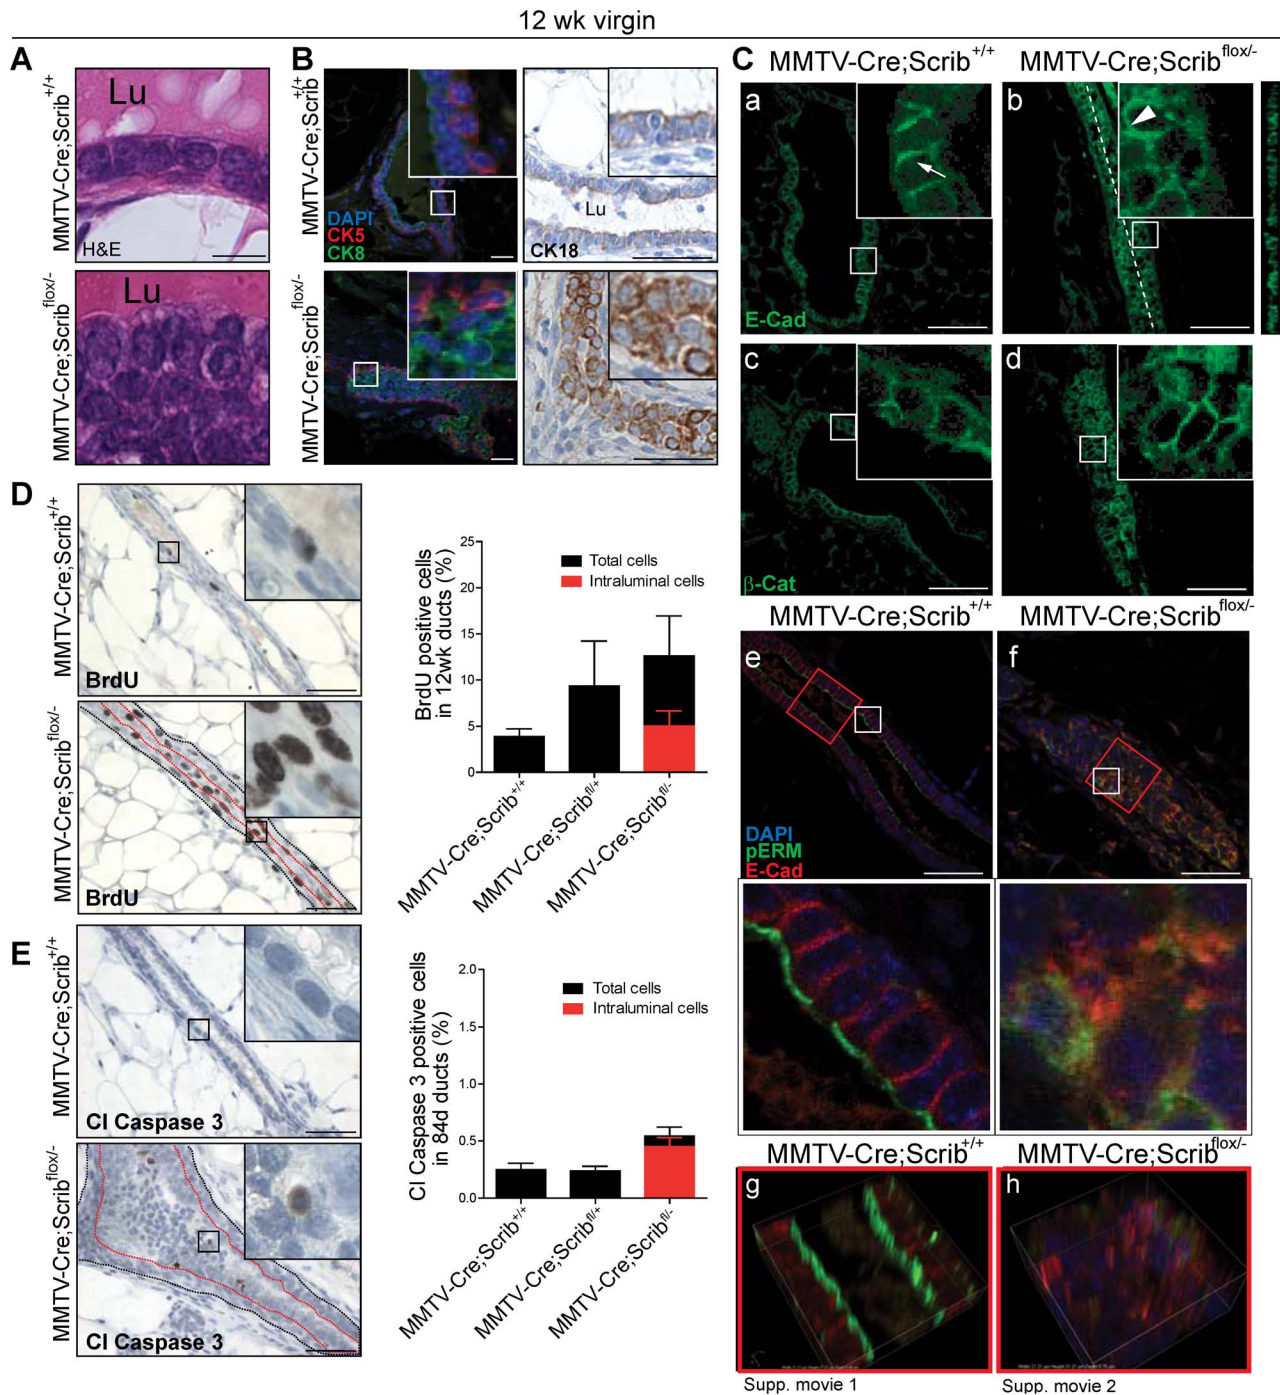 12 wk virgin
A
MMTV-Cre;Scrib+/+
Lu
H&E
MMTV-Cre;Scribflox/-
Lu
B
MMTV-Cre;Scrib+/+
DAPI
CK5
CK8
Lu
CK18
MMTV-Cre;Scribflox/-
C
MMTV-Cre;Scrib+/+
MMTV-Cre;Scribflox/-
a
E-Cad
b
c
β-Cat
d
MMTV-Cre;Scrib+/+
MMTV-Cre;Scribflox/-
e
DAPI
pERM
E-Cad
f
MMTV-Cre;Scrib+/+
MMTV-Cre;Scribflox/-
g
h
Supp. movie 1
Supp. movie 2
D
MMTV-Cre;Scrib+/+
BrdU
MMTV-Cre;Scribflox/-
BrdU
BrdU positive cells
in 12wk ducts (%)
25
20
15
10
5
0
Total cells
Intraluminal cells
MMTV-Cre;Scrib+/+
MMTV-Cre;Scribfl/+
MMTV-Cre;Scribfl/-
E
MMTV-Cre;Scrib+/+
Cl Caspase 3
MMTV-Cre;Scribflox/-
Cl Caspase 3
Cl Caspase 3 positive cells
in 84d ducts (%)
2.0
1.5
1.0
0.5
0.0
Total cells
Intraluminal cells
MMTV-Cre;Scrib+/+
MMTV-Cre;Scribfl/+
MMTV-Cre;Scribfl/-